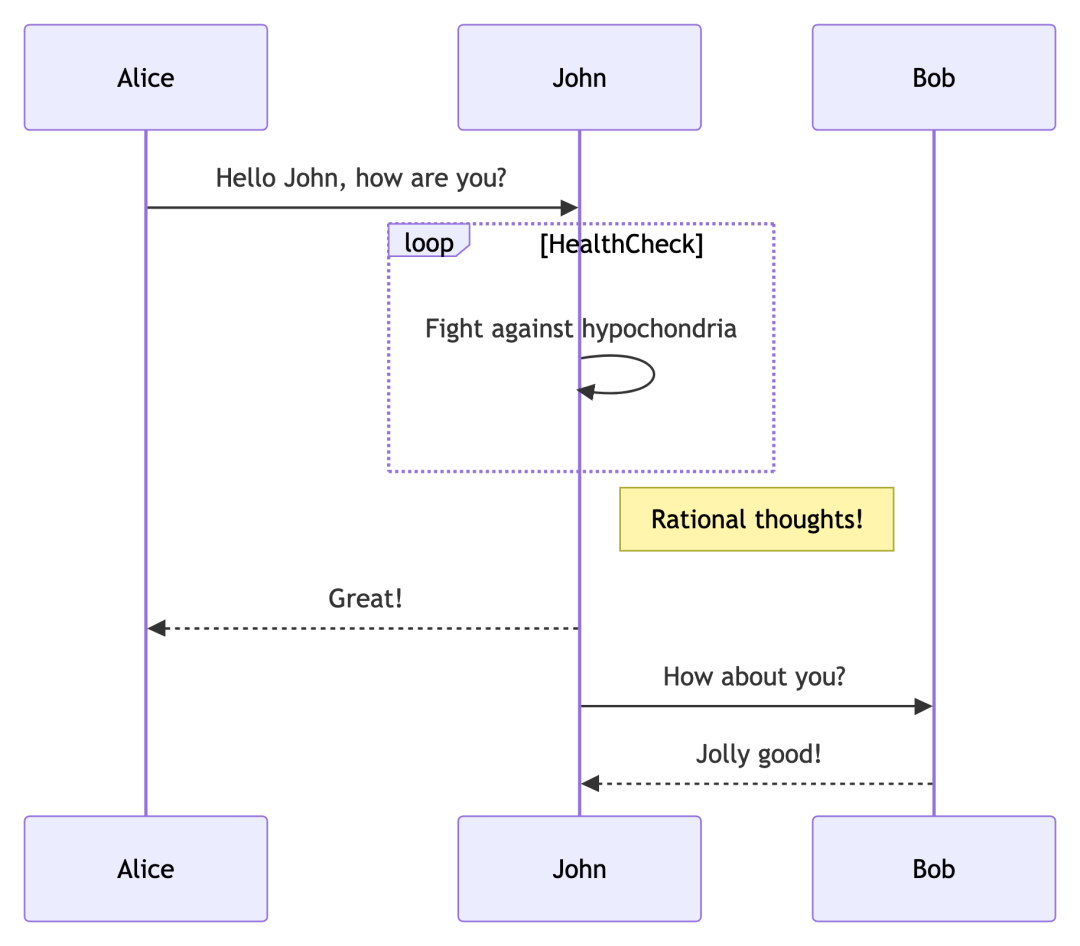 Alice
John
Bob
Hello John, how are you?
loop
[HealthCheck]
Fight against hypochondria
Rational thoughts!
Great!
How about you?
Jolly good!
Alice
John
Bob